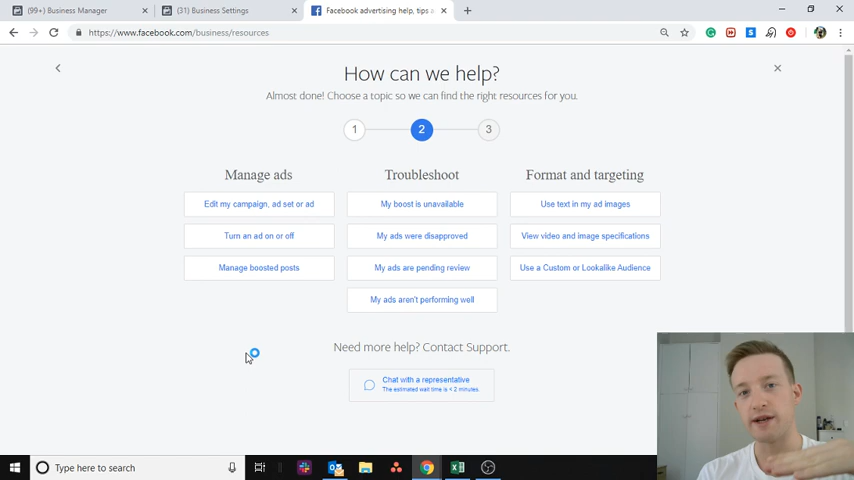 (99+) Business Manager
(31) Business Settings
Facebook advertising help, tips a
https://www.facebook.com/business/resources
How can we help?
Almost done! Choose a topic so we can find the right resources for you.
1
2
3
Manage ads
Troubleshoot
Format and targeting
Edit my campaign, ad set or ad
My boost is unavailable
Use text in my ad images
Turn an ad on or off
My ads were disapproved
View video and image specifications
Manage boosted posts
My ads are pending review
Use a Custom or Lookalike Audience
My ads aren't performing well
Need more help? Contact Support.
Chat with a representative
The estimated wait time is < 2 minutes.
Type here to search